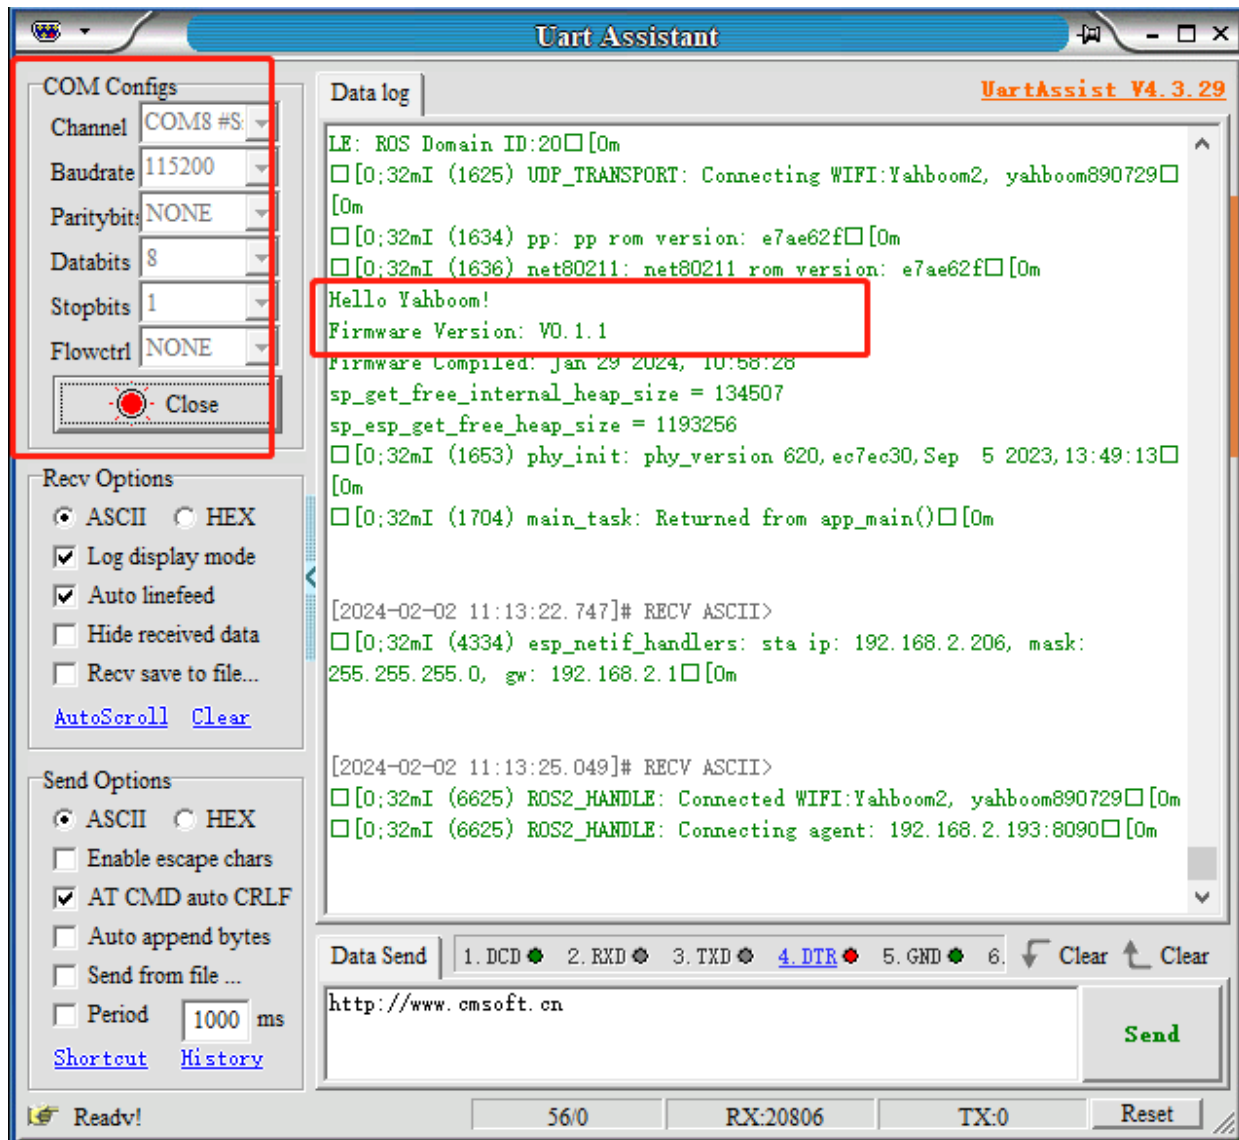 Uart Assistant
COM Configs
Channel COM8 #S:
Baudrate 115200
Paritybit: NONE
Databits 8
Stopbits 1
Flowctrl NONE
Close
Recv Options
ASCII HEX
Log display mode
Auto linefeed
Hide received data
Recv save to file...
AutoScroll Clear
Send Options
ASCII HEX
Enable escape chars
AT CMD auto CRLF
Auto append bytes
Send from file ...
Period 1000 ms
Shortcut History
Data log
UartAssist V4.3.29
LE: ROS Domain ID:20□[0m
□[0;32mI (1625) UDP_TRANSPORT: Connecting WIFI:Yahboom2, yahboom890729□
[0m
□[0;32mI (1634) pp: pp rom version: e7ae62f□[0m
□[0;32mI (1636) net80211: net80211 rom version: e7ae62f□[0m
Hello Yahboom!
Firmware Version: V0.1.1
Firmware Compiled: Jan 29 2024, 10:58:28
sp_get_free_internal_heap_size = 134507
sp_esp_get_free_heap_size = 1193256
□[0;32mI (1653) phy_init: phy_version 620,ec7ec30,Sep  5 2023,13:49:13□
[0m
□[0;32mI (1704) main_task: Returned from app_main()□[0m
[2024-02-02 11:13:22.747]# RECV ASCII>
□[0;32mI (4334) esp_netif_handlers: sta ip: 192.168.2.206, mask:
255.255.255.0, gw: 192.168.2.1□[0m
[2024-02-02 11:13:25.049]# RECV ASCII>
□[0;32mI (6625) ROS2_HANDLE: Connected WIFI:Yahboom2, yahboom890729□[0m
□[0;32mI (6625) ROS2_HANDLE: Connecting agent: 192.168.2.193:8090□[0m
Data Send 1.DCD 2.RXD 3.TXD 4.DTR 5.GND 6. Clear Clear
http://www.cmsoft.cn
Send
Ready! 56/0 RX:20806 TX:0 Reset